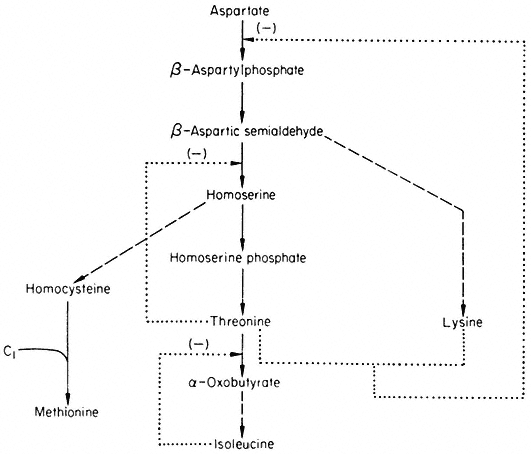 Aspartate
(–)
β-Aspartylphosphate
β-Aspartic semialdehyde
(–)
Homoserine
Homoserine phosphate
Homocysteine
Threonine
Lysine
(–)
C₁
α-Oxobutyrate
Methionine
Isoleucine